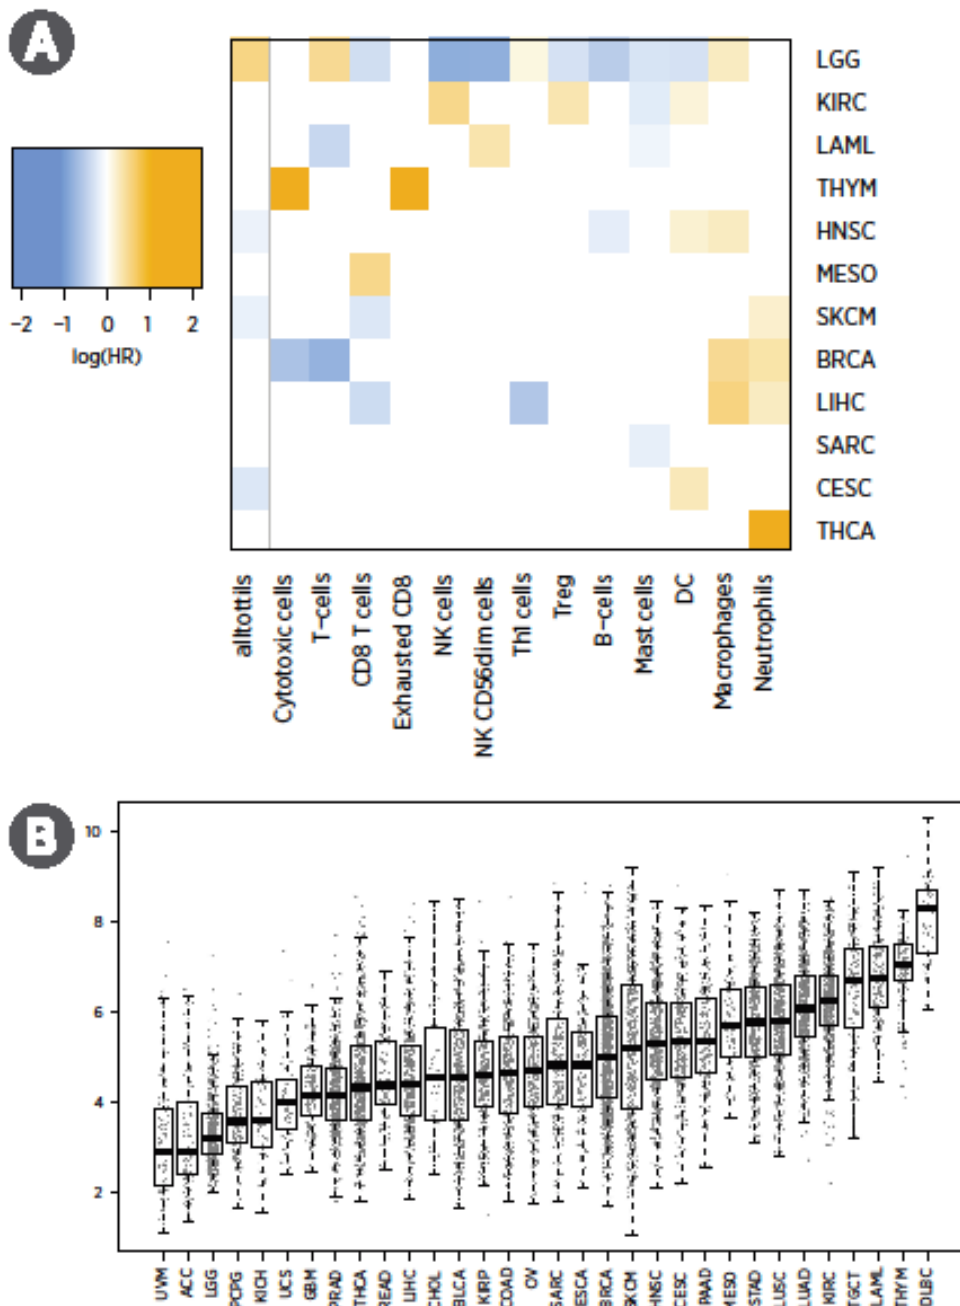 A
LGG
KIRC
LAML
THYM
HNSC
MESO
SKCM
BRCA
LIHC
SARC
CESC
THCA
−2 −1 0 1 2
log(HR)
alltottils
Cytotoxic cells
T-cells
CD8 T cells
Exhausted CD8
NK cells
NK CD56dim cells
Th1 cells
Treg
B-cells
Mast cells
DC
Macrophages
Neutrophils
B
10
8
6
4
2
UVM
ACC
LGG
PCPG
KICH
UCS
GBM
PRAD
THCA
READ
LIHC
CHOL
BLCA
KIRP
COAD
OV
SARC
ESCA
BRCA
SKCM
HNSC
CESC
PAAD
MESO
STAD
LUSC
LUAD
KIRC
TGCT
LAML
THYM
DLBC